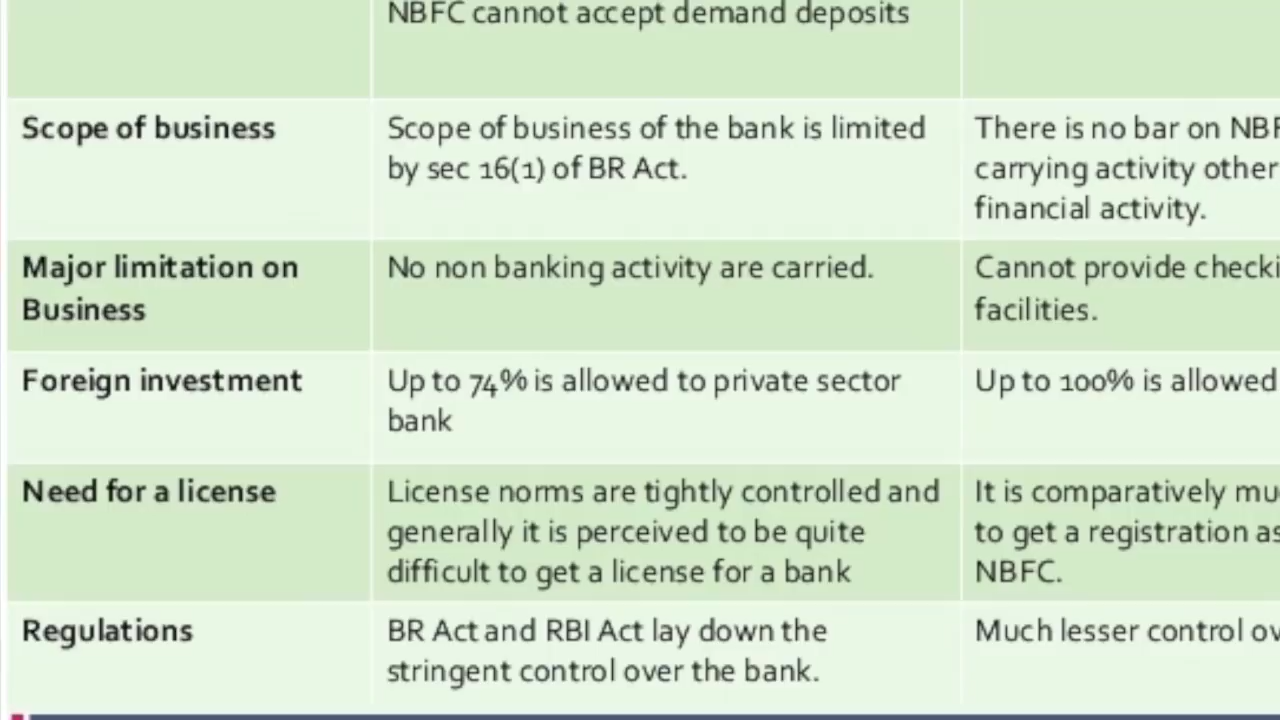 NBFC cannot accept demand deposits
Scope of business
Scope of business of the bank is limited
by sec 16(1) of BR Act.
There is no bar on
carrying activity other
financial activity.
Major limitation on
Business
No non banking activity are carried.
Cannot provide
facilities.
Foreign investment
Up to 74% is allowed to private sector
bank
Up to 100% is allowed
Need for a license
License norms are tightly controlled and
generally it is perceived to be quite
difficult to get a license for a bank
It is comparatively
to get a registration as
NBFC.
Regulations
BR Act and RBI Act lay down the
stringent control over the bank.
Much lesser control